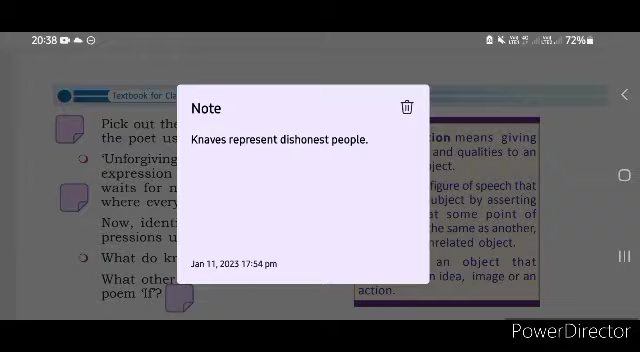 20:38
72%
Textbook for Cla
Note
Knaves represent dishonest people.
Jan 11, 2023 17:54 pm
Pick out the
the poet us
'Unforgiving
expression
waits for n
where every
Now, identi
pressions u
What do kn
What other
poem 'If'?
ion means giving
and qualities to an
ject.
figure of speech that
ubject by asserting
at some point of
the same as another,
nrelated object.
an object that
n idea, image or an
action.
PowerDirector